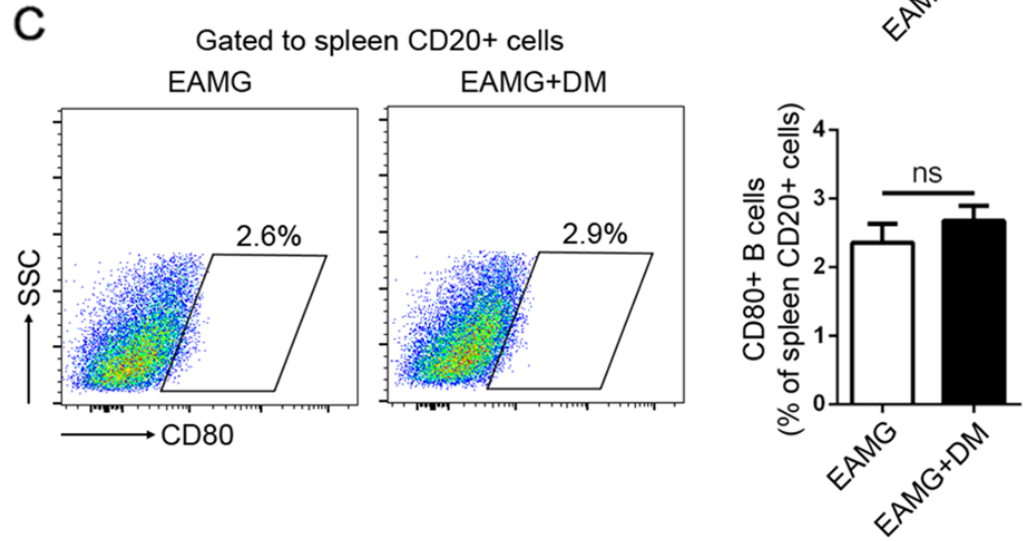 C
Gated to spleen CD20+ cells
EAMG
EAMG+DM
2.6%
2.9%
SSC
CD80
CD80+ B cells
(% of spleen CD20+ cells)
4
3
2
1
0
ns
EAMG
EAMG+DM